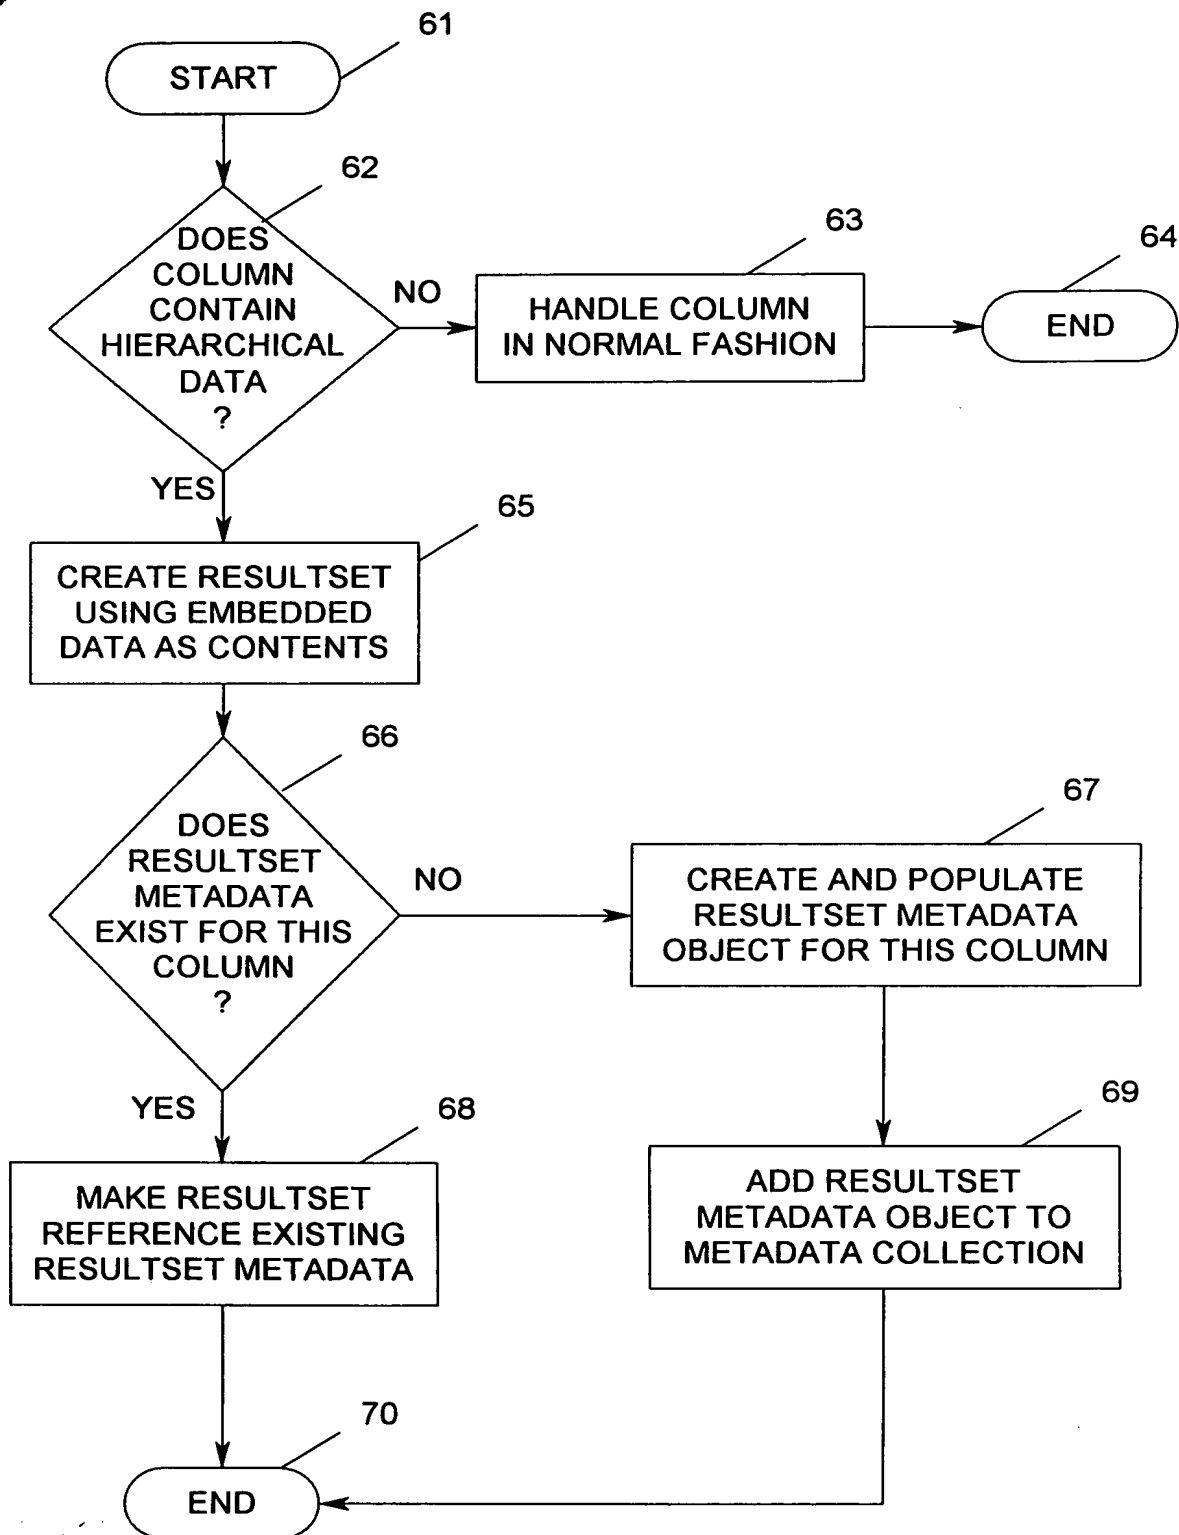 61
START
62
DOES
COLUMN
CONTAIN
HIERARCHICAL
DATA
?
NO
63
HANDLE COLUMN
IN NORMAL FASHION
64
END
YES
65
CREATE RESULTSET
USING EMBEDDED
DATA AS CONTENTS
66
DOES
RESULTSET
METADATA
EXIST FOR THIS
COLUMN
?
NO
67
CREATE AND POPULATE
RESULTSET METADATA
OBJECT FOR THIS COLUMN
YES
68
MAKE RESULTSET
REFERENCE EXISTING
RESULTSET METADATA
69
ADD RESULTSET
METADATA OBJECT TO
METADATA COLLECTION
70
END